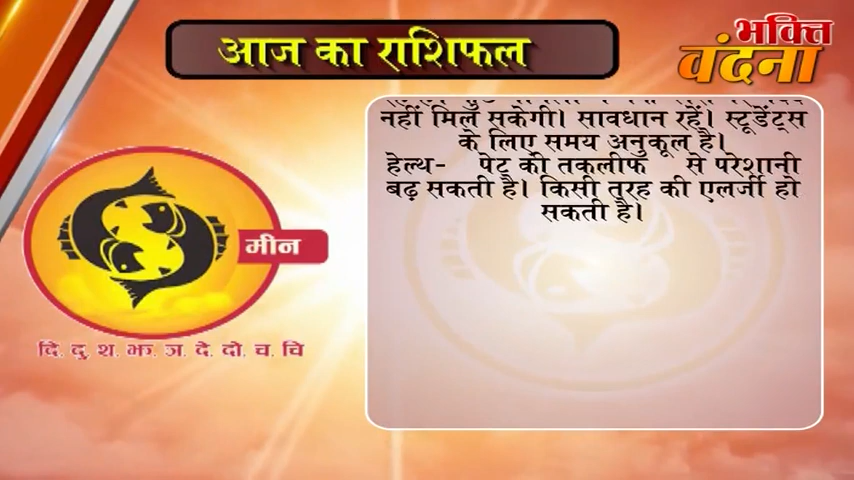 आज का राशिफल
भक्ति
वंदना
नहीं मिल सकेगी। सावधान रहें। स्टूडेंट्स
के लिए समय अनुकूल है।
हेल्थ- पेट की तकलीफ से परेशानी
बढ़ सकती है। किसी तरह की एलर्जी हो
सकती है।
मीन
दि. दु. श. झ. ञ. दे. दो. च. चि